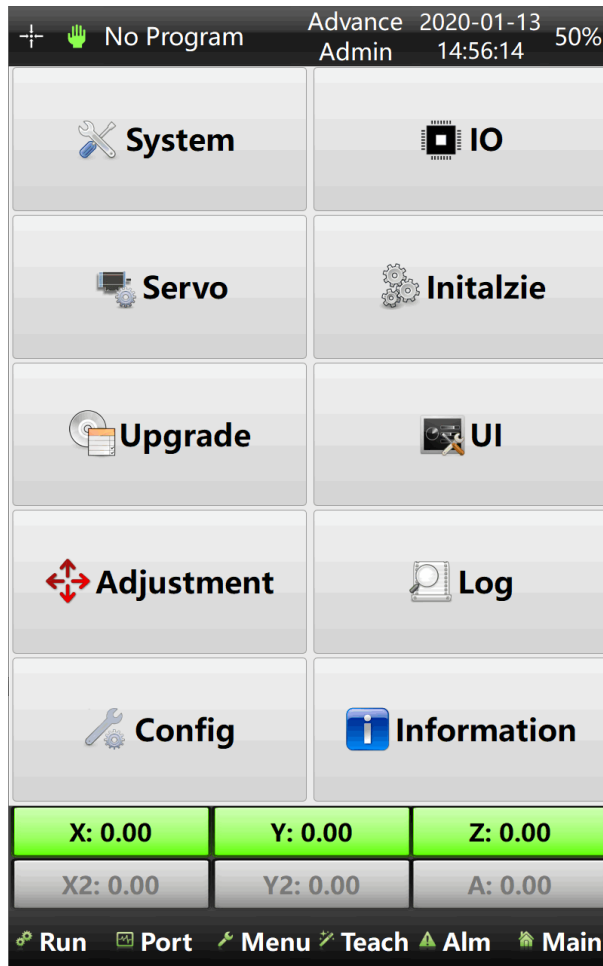 No Program Advance Admin 2020-01-13 14:56:14 50%
System IO
Servo Initalzie
Upgrade UI
Adjustment Log
Config Information
X: 0.00 Y: 0.00 Z: 0.00
X2: 0.00 Y2: 0.00 A: 0.00
Run Port Menu Teach Alm Main